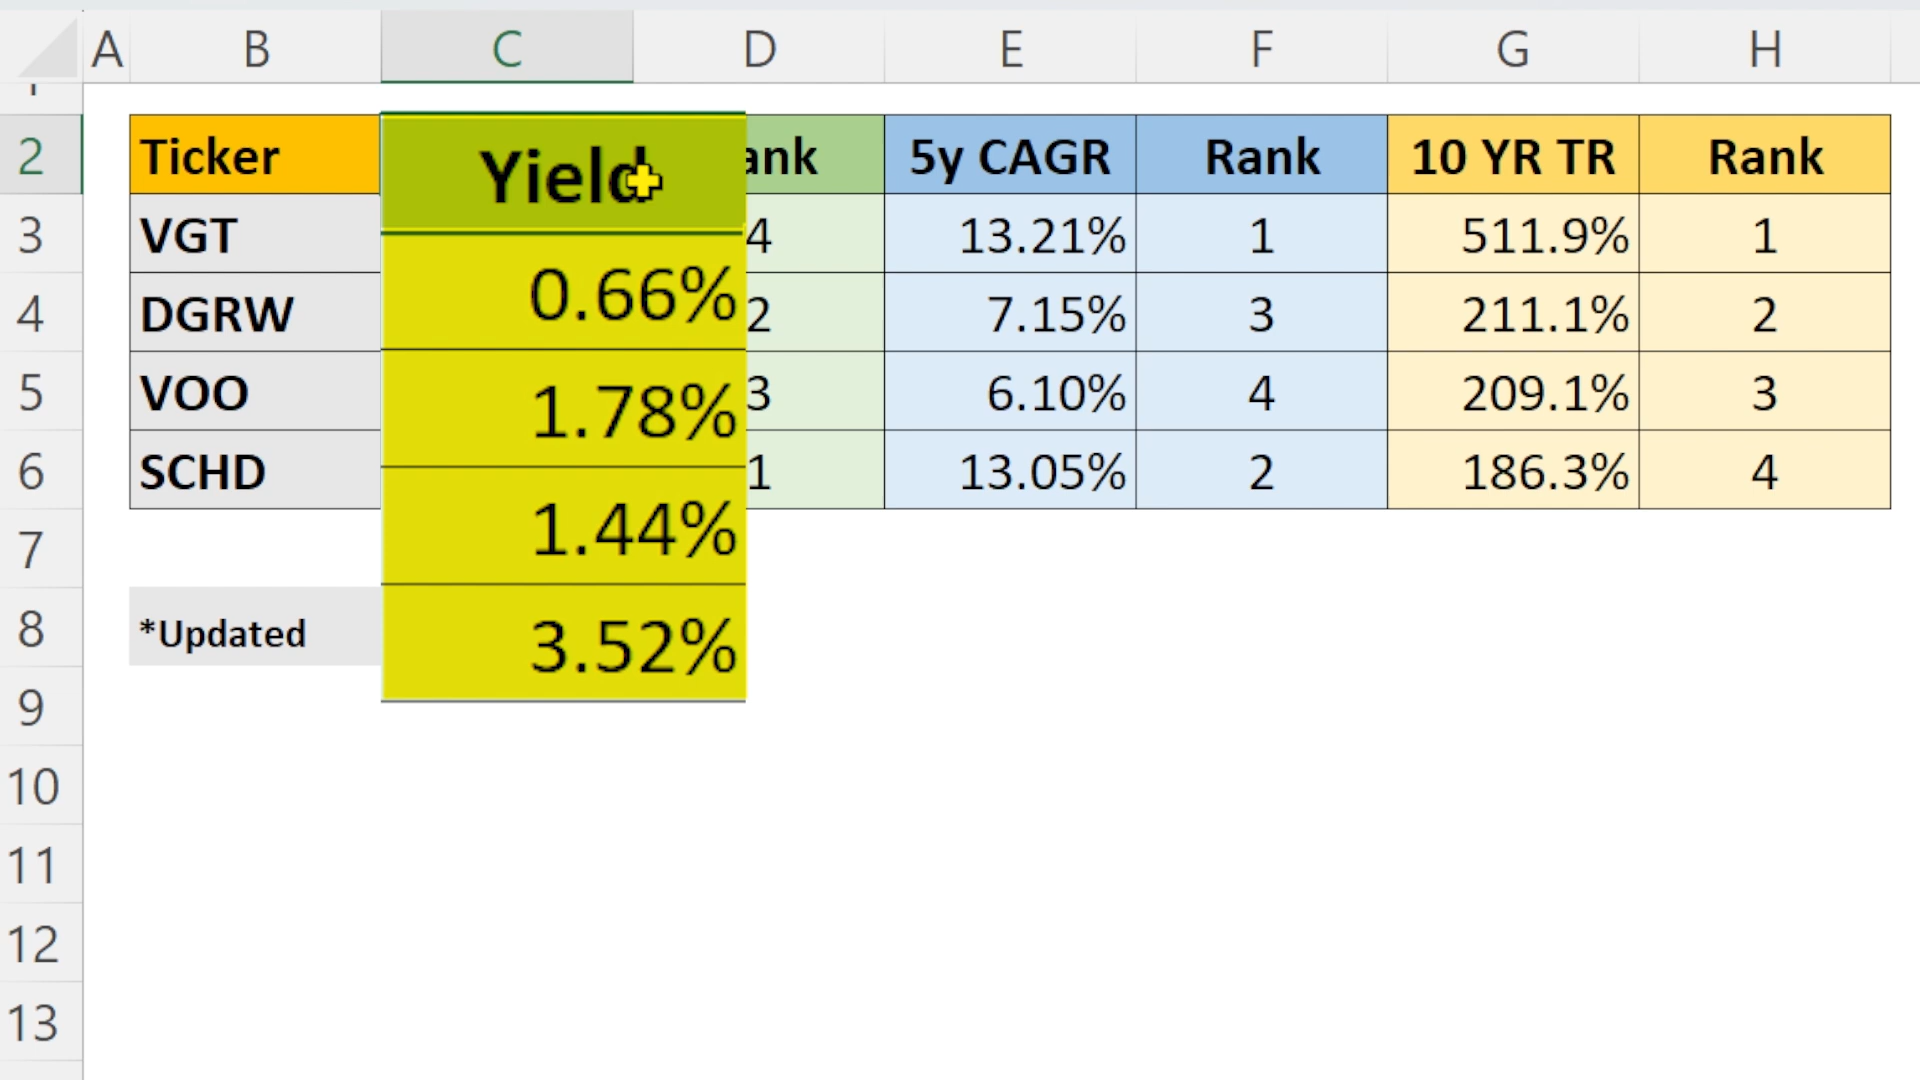 A B C D E F G H
2 Ticker Yield ank 5y CAGR Rank 10 YR TR Rank
3 VGT 0.66% 4 13.21% 1 511.9% 1
4 DGRW 1.78% 2 7.15% 3 211.1% 2
5 VOO 1.44% 3 6.10% 4 209.1% 3
6 SCHD 3.52% 1 13.05% 2 186.3% 4
7
8 *Updated
9
10
11
12
13